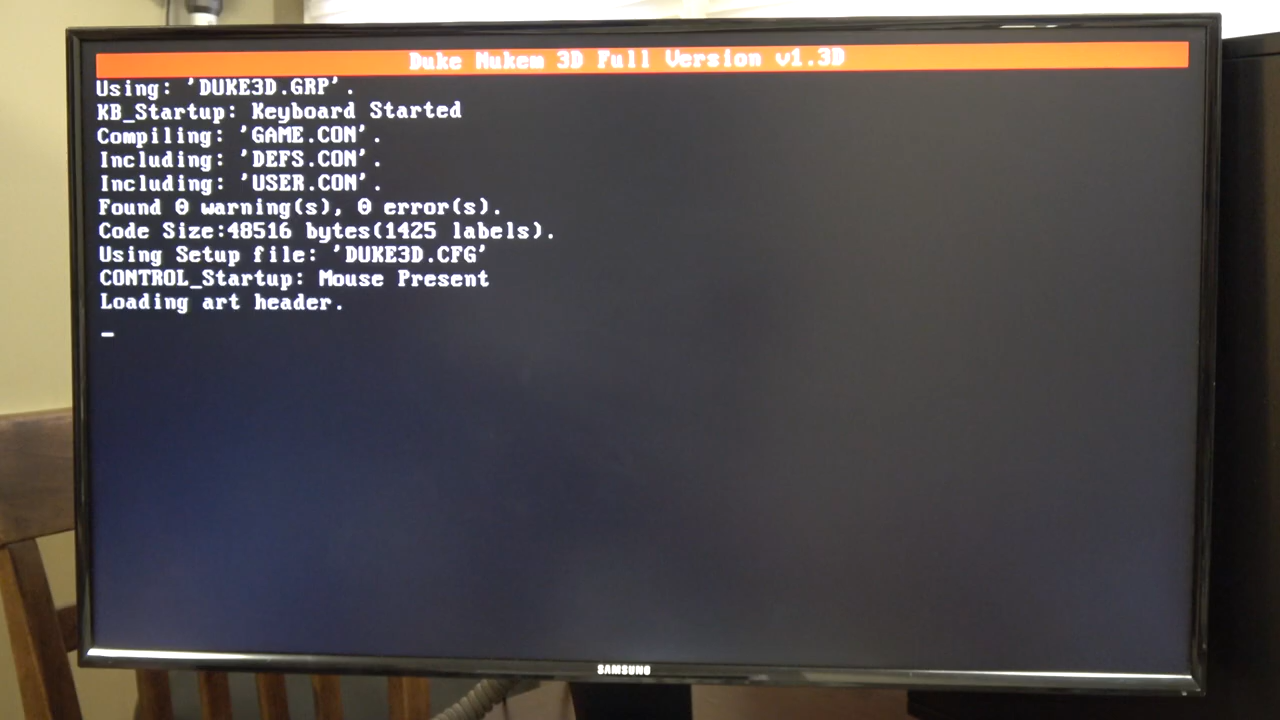 Duke Nukem 3D Full Version v1.3D
Using: 'DUKE3D.GRP'.
KB_Startup: Keyboard Started
Compiling: 'GAME.CON'.
Including: 'DEFS.CON'.
Including: 'USER.CON'.
Found 0 warning(s), 0 error(s).
Code Size:48516 bytes(1425 labels).
Using Setup file: 'DUKE3D.CFG'
CONTROL_Startup: Mouse Present
Loading art header.
_
SAMSUNG